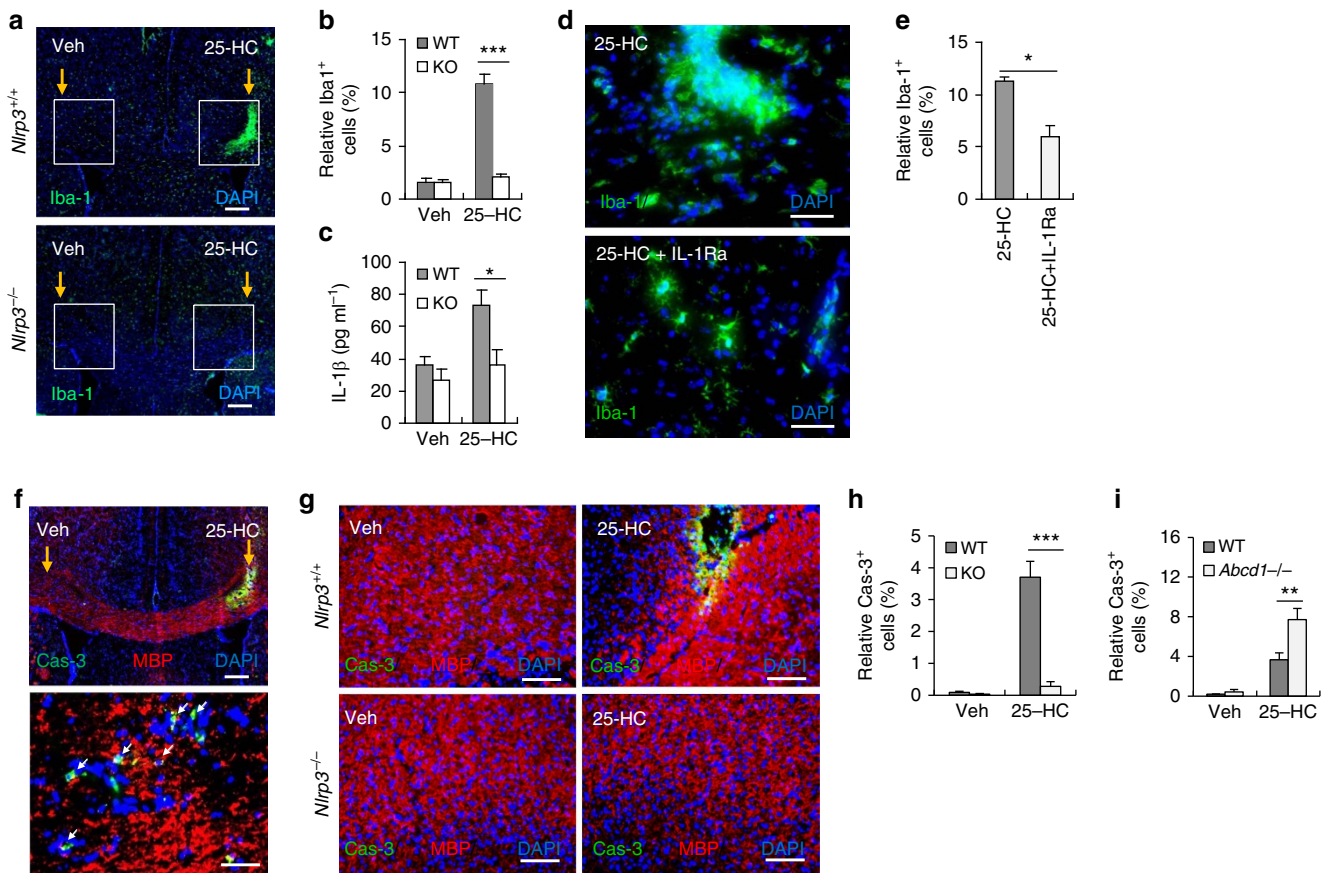 a
Veh
25-HC
Nlrp3+/+
Iba-1
DAPI
Veh
25-HC
Nlrp3−/−
Iba-1
DAPI
b
Relative Iba1+
cells (%)
15
10
5
0
WT
KO
***
Veh
25–HC
c
IL-1β (pg ml−1)
100
80
60
40
20
0
WT
KO
*
Veh
25–HC
d
25-HC
Iba-1/
DAPI
25-HC + IL-1Ra
Iba-1
DAPI
e
Relative Iba-1+
cells (%)
15
10
5
0
*
25-HC
25-HC+IL-1Ra
f
Veh
25-HC
Cas-3
MBP
DAPI
g
Nlrp3+/+
Veh
Cas-3
MBP
DAPI
25-HC
Cas-3/
MBP/
DAPI
Nlrp3−/−
Veh
Cas-3
MBP
DAPI
25-HC
Cas-3
MBP
DAPI
h
Relative Cas-3+
cells (%)
5
4
3
2
1
0
WT
KO
***
Veh
25–HC
i
Relative Cas-3+
cells (%)
16
12
8
4
0
WT
Abcd1−/−
**
Veh
25–HC